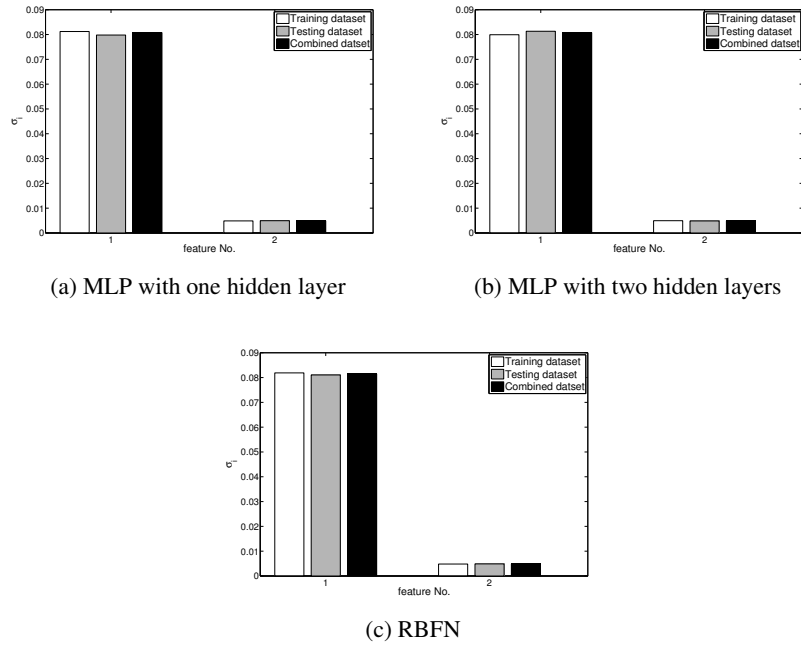 0.09
0.08
0.07
0.06
0.05
0.04
0.03
0.02
0.01
0
σi
1
2
feature No.
Training dataset
Testing dataset
Combined datset
(a) MLP with one hidden layer
0.09
0.08
0.07
0.06
0.05
0.04
0.03
0.02
0.01
0
σi
1
2
feature No.
Training dataset
Testing dataset
Combined datset
(b) MLP with two hidden layers
0.09
0.08
0.07
0.06
0.05
0.04
0.03
0.02
0.01
0
σi
1
2
feature No.
Training dataset
Testing dataset
Combined datset
(c) RBFN